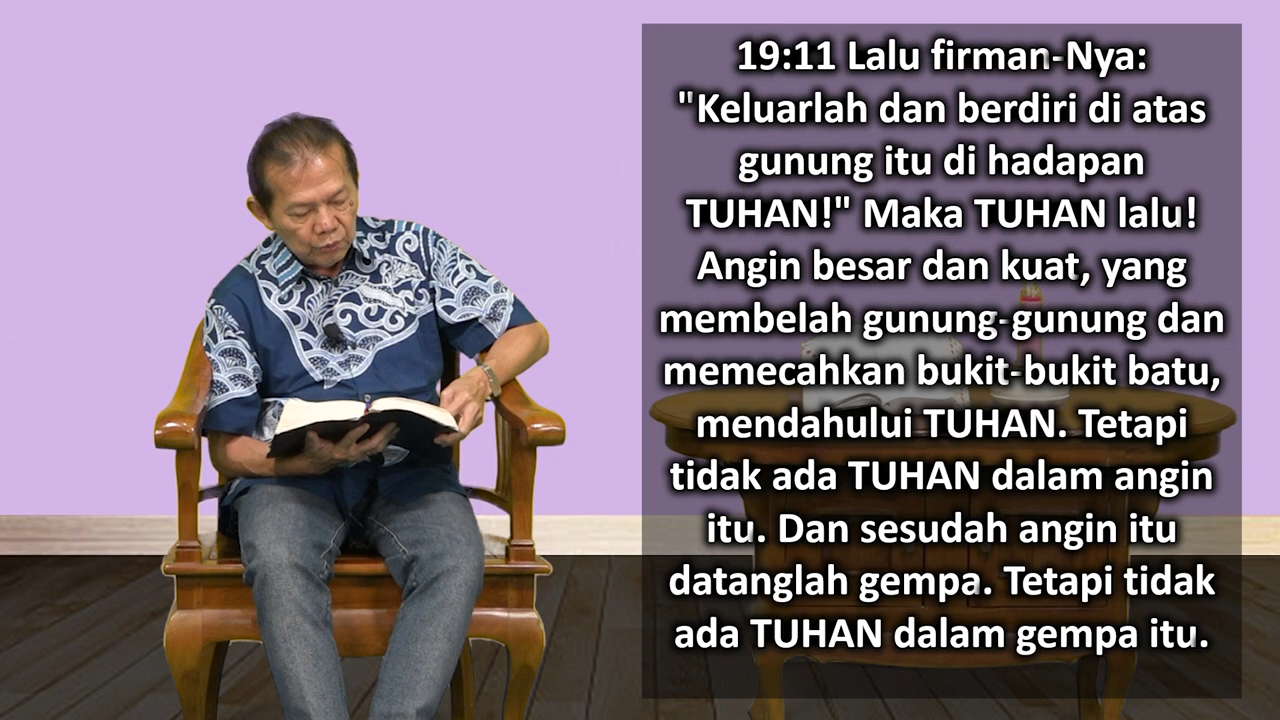 19:11 Lalu firman-Nya:
"Keluarlah dan berdiri di atas
gunung itu di hadapan
TUHAN!" Maka TUHAN lalu!
Angin besar dan kuat, yang
membelah gunung-gunung dan
memecahkan bukit-bukit batu,
mendahului TUHAN. Tetapi
tidak ada TUHAN dalam angin
itu. Dan sesudah angin itu
datanglah gempa. Tetapi tidak
ada TUHAN dalam gempa itu.